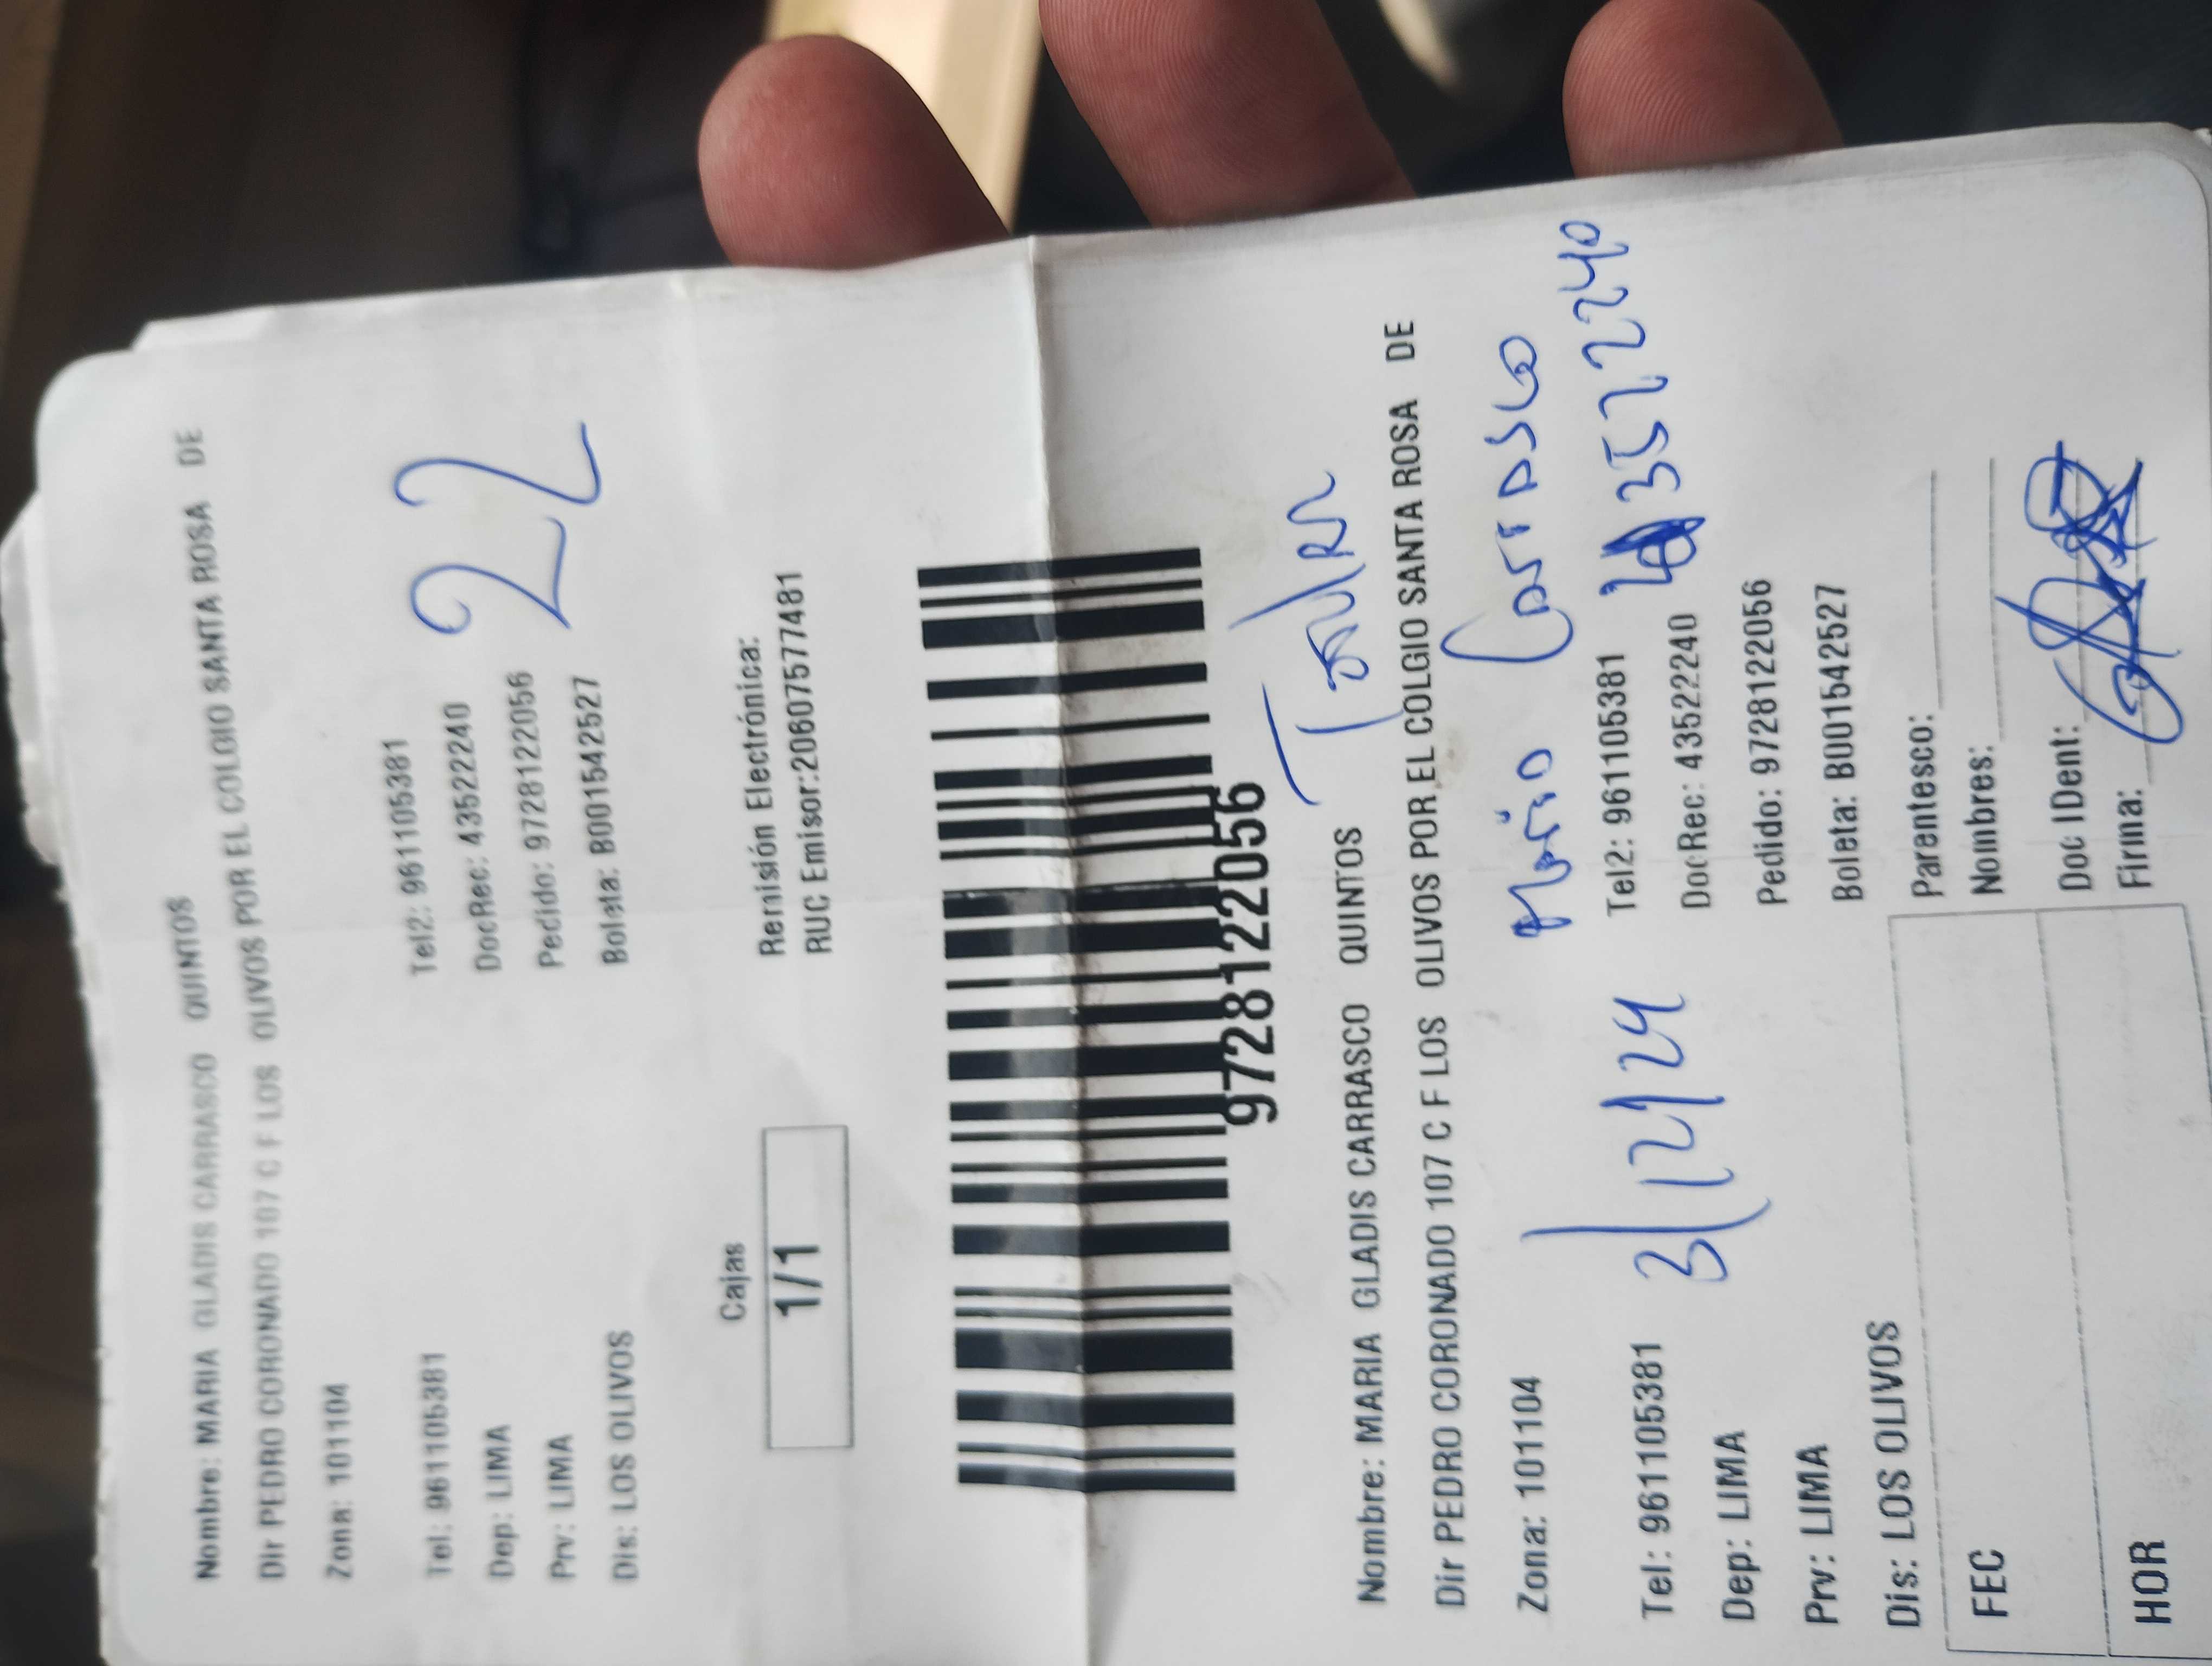 Nombre: MARIA GLADIS CARRASCO QUINTOS
Dir PEDRO CORONADO 107 C F LOS OLIVOS POR EL COLGIO SANTA ROSA DE
Zona: 101104
Tel: 961105381 Tel2: 961105381
Dep: LIMA DocRec: 43522240
22
Prv: LIMA Pedido: 9728122056
Dis: LOS OLIVOS Boleta: B001542527
Cajas
1/1
Remisión Electrónica:
RUC Emisor:20607577481
9728122056
Nombre: MARIA GLADIS CARRASCO QUINTOS
Dir PEDRO CORONADO 107 C F LOS OLIVOS POR EL COLGIO SANTA ROSA DE
Zona: 101104
Tel: 961105381 3/12/24 Tel2: 961105381
Dep: LIMA DocRec: 43522240
Prv: LIMA Pedido: 9728122056
Dis: LOS OLIVOS Boleta: B001542527
FEC
HOR
Parentesco:
Nombres:
Doc IDent:
Firma: